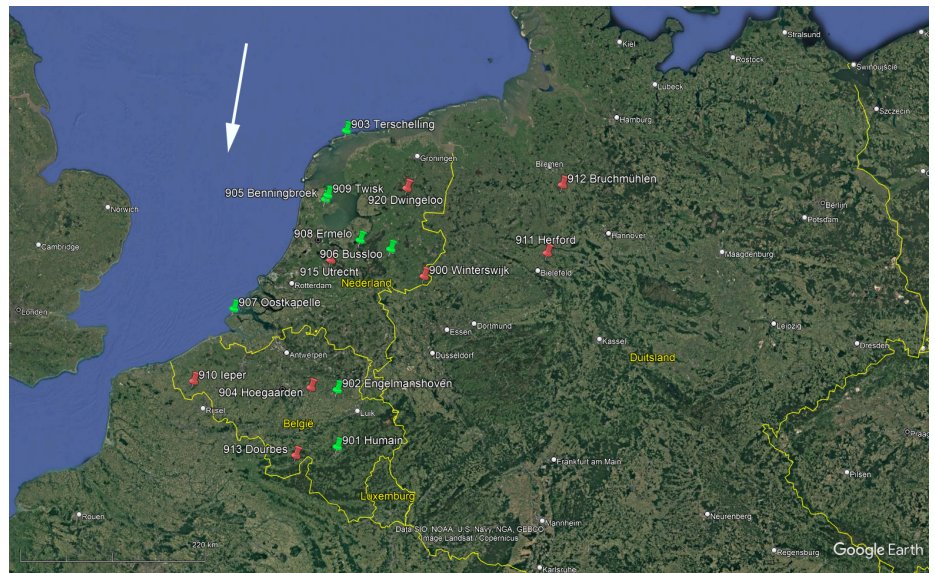 Kiel
Stralsund
Rostock
Swinoujscie
Lübeck
Szczecin
Hamburg
903 Terschelling
Groningen
Bremen
912 Bruchmühlen
905 Benningbroek
909 Twisk
920 Dwingeloo
Norwich
Berlin
Potsdam
Cambridge
908 Ermelo
Hannover
911 Herford
906 Bussloo
Maagdenburg
915 Utrecht
900 Winterswijk
Bielefeld
Rotterdam
Nederland
907 Oostkapelle
Londen
Essen
Dortmund
Leipzig
Kassel
Dresden
Antwerpen
Düsseldorf
Duitsland
910 Ieper
904 Hoegaarden
902 Engelmanshoven
Rijsel
Luik
België
901 Humain
913 Dourbes
Praag
Frankfurt am Main
Pilsen
Luxemburg
Rouen
Mannheim
Neurenberg
Data SIO, NOAA, U.S. Navy, NGA, GEBCO
Image Landsat / Copernicus
220 km
Google Earth
Regensburg
Karlsruhe